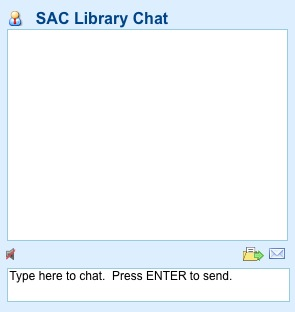 SAC Library Chat
Type here to chat.  Press ENTER to send.